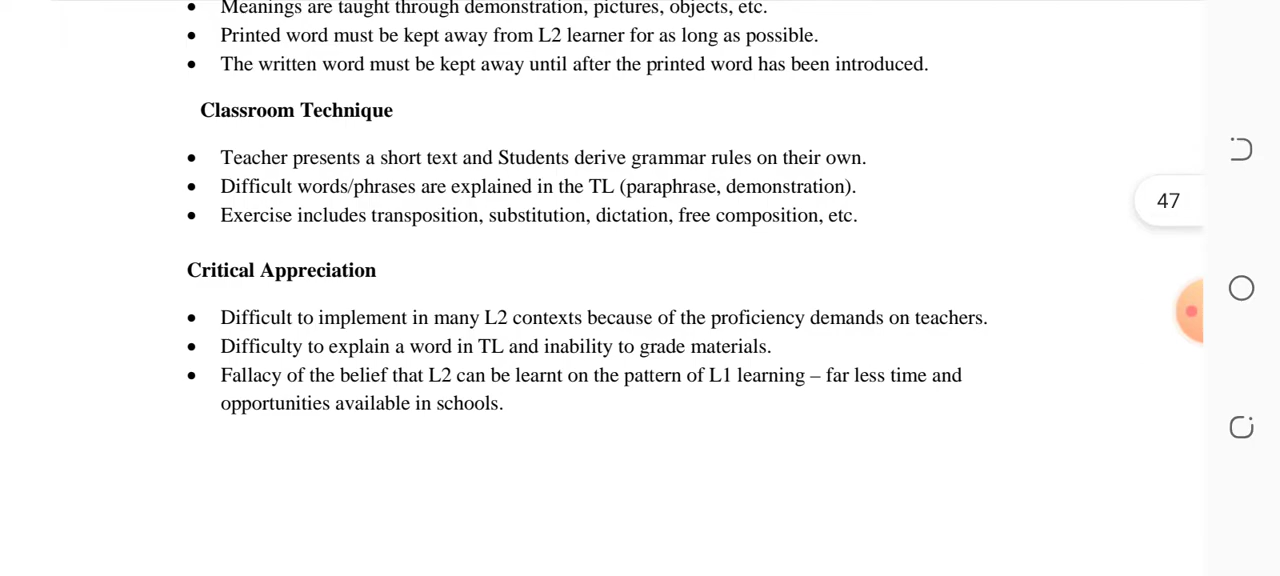 • Meanings are taught through demonstration, pictures, objects, etc.
• Printed word must be kept away from L2 learner for as long as possible.
• The written word must be kept away until after the printed word has been introduced.
Classroom Technique
• Teacher presents a short text and Students derive grammar rules on their own.
• Difficult words/phrases are explained in the TL (paraphrase, demonstration).
47
• Exercise includes transposition, substitution, dictation, free composition, etc.
Critical Appreciation
• Difficult to implement in many L2 contexts because of the proficiency demands on teachers.
• Difficulty to explain a word in TL and inability to grade materials.
• Fallacy of the belief that L2 can be learnt on the pattern of L1 learning – far less time and
opportunities available in schools.